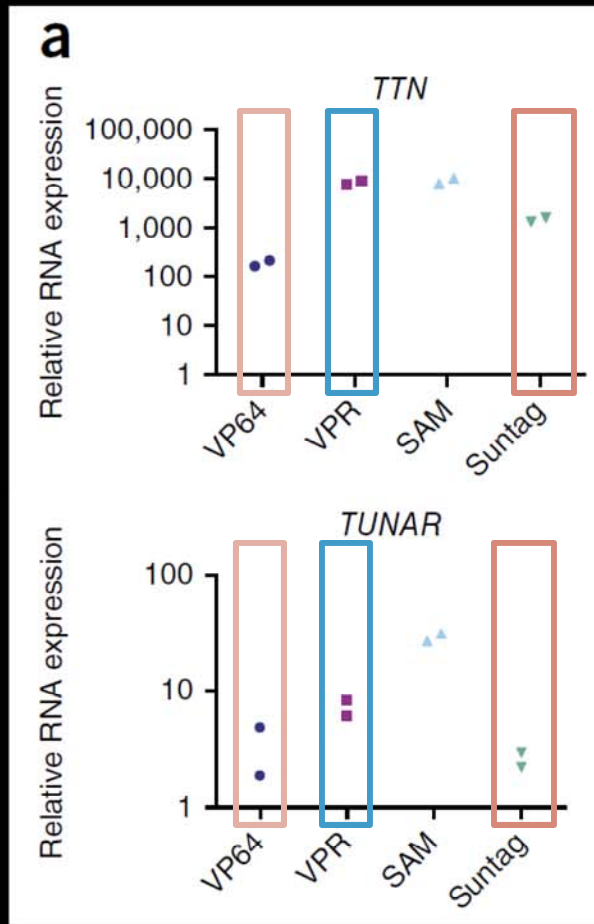 a
TTN
Relative RNA expression
100,000
10,000
1,000
100
10
1
VP64
VPR
SAM
Suntag
TUNAR
Relative RNA expression
100
10
1
VP64
VPR
SAM
Suntag